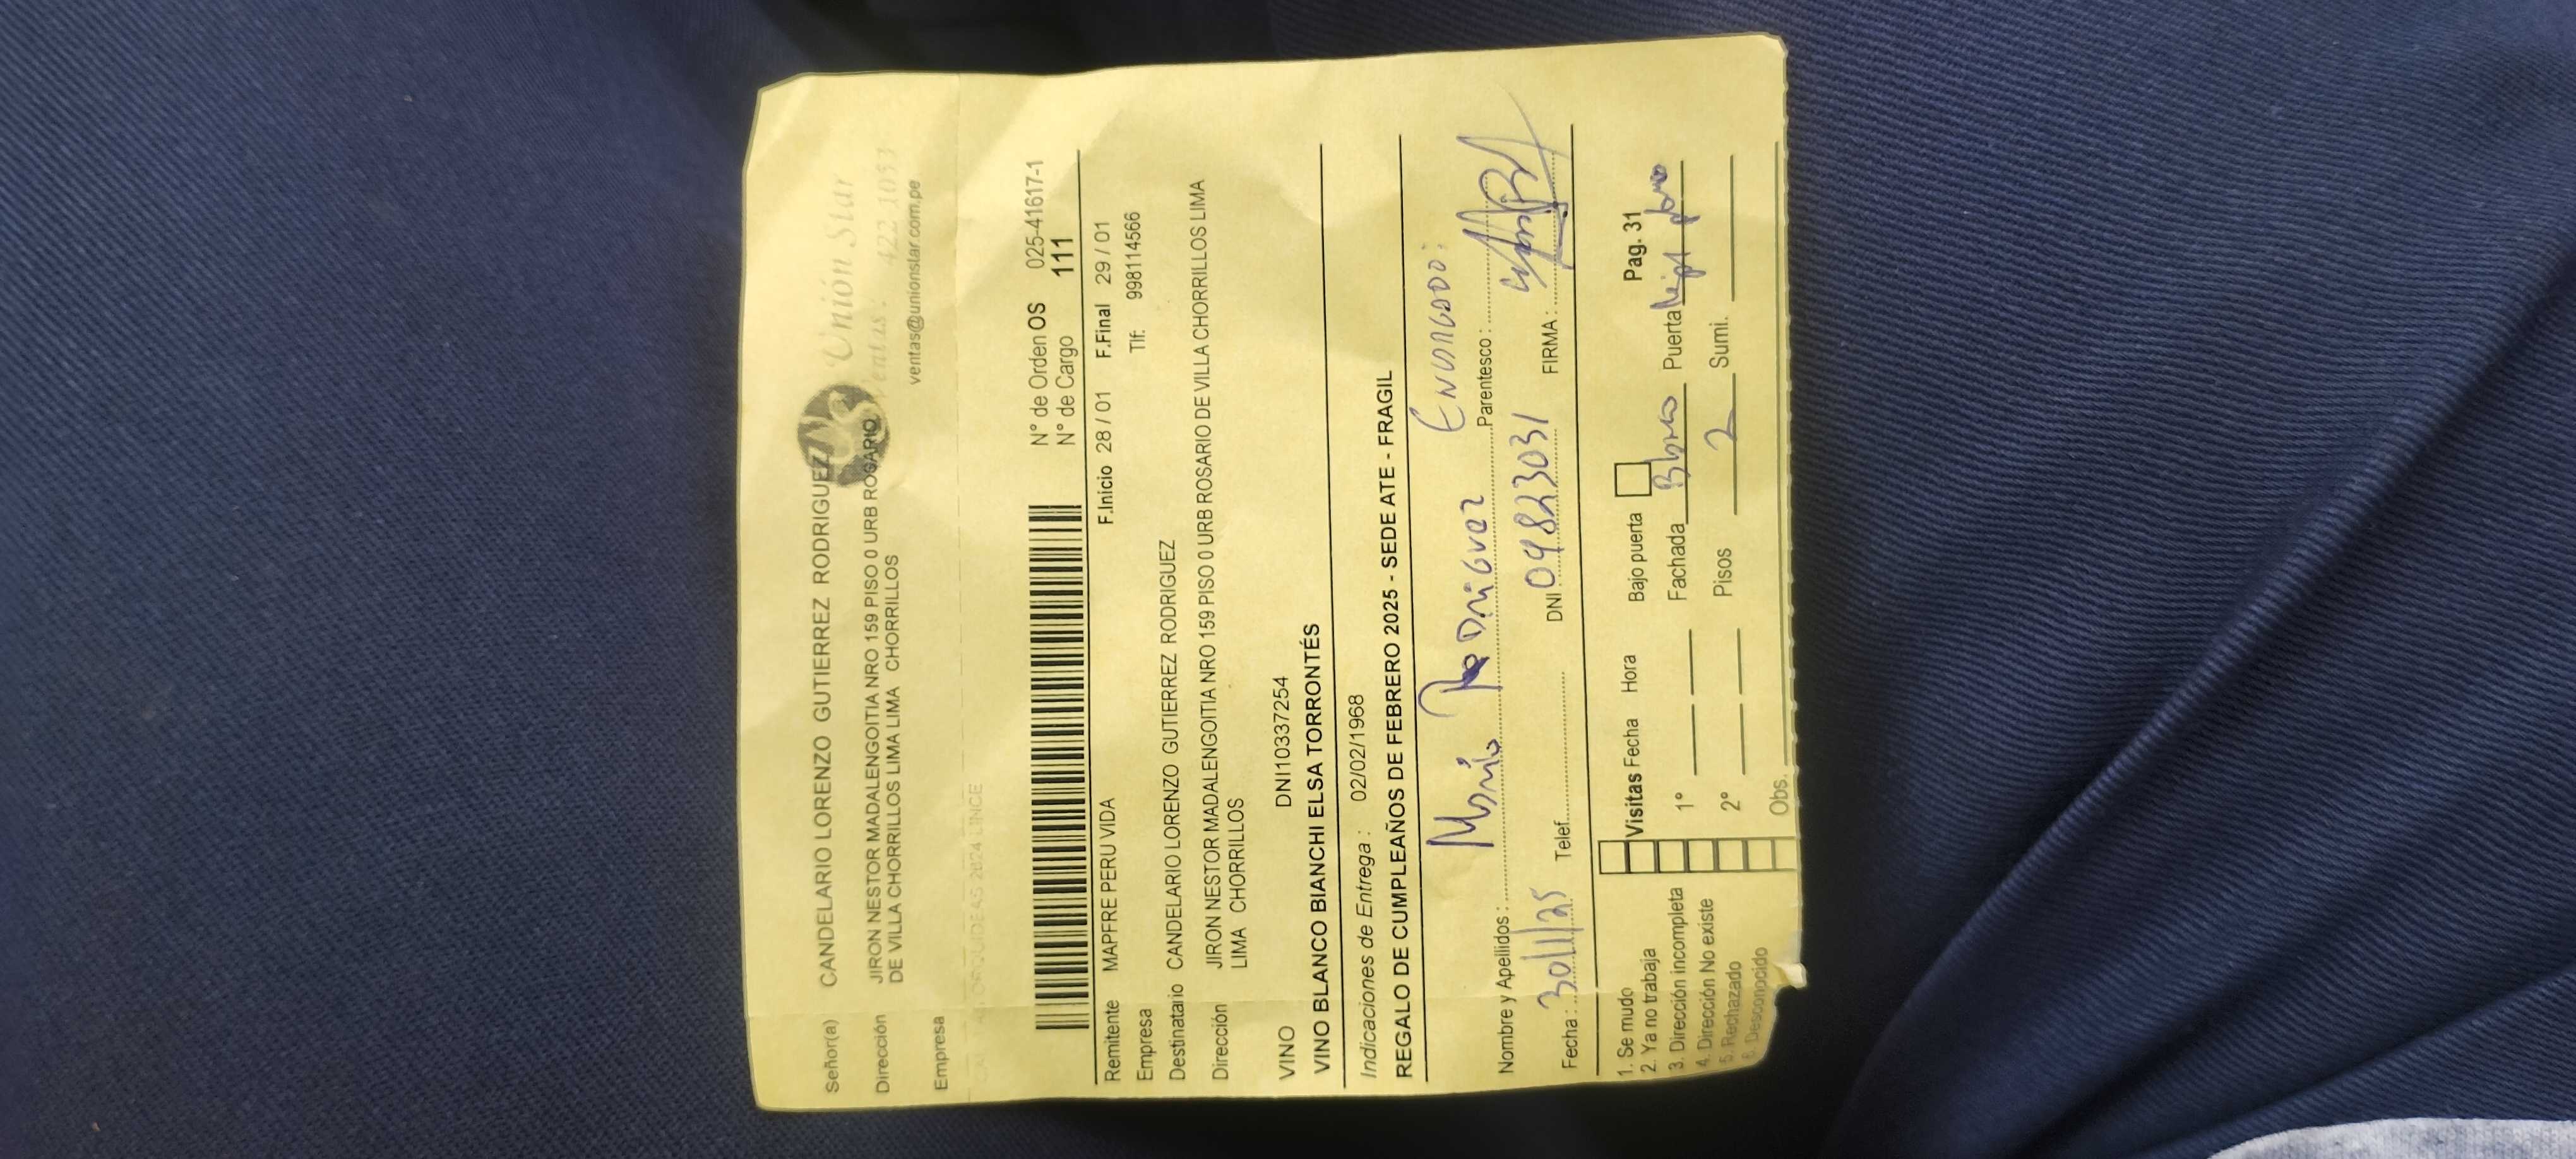 Señor(a) CANDELARIO LORENZO GUTIERREZ RODRIGUEZ
Unión Star
Dirección JIRON NESTOR MADALENGOITIA NRO 159 PISO 0 URB ROSARIO
DE VILLA CHORRILLOS LIMA LIMA CHORRILLOS
Ventas: 422 1053
ventas@unionstar.com.pe
Empresa
2624 LINCE
N° de Orden OS 025-41617-1
N° de Cargo 111
Remitente MAPFRE PERU VIDA F.Inicio 28 / 01 F.Final 29 / 01
Empresa Tlf: 998114566
Destinatario CANDELARIO LORENZO GUTIERREZ RODRIGUEZ
Dirección JIRON NESTOR MADALENGOITIA NRO 159 PISO 0 URB ROSARIO DE VILLA CHORRILLOS LIMA
LIMA CHORRILLOS
VINO DNI10337254
VINO BLANCO BIANCHI ELSA TORRONTÉS
Indicaciones de Entrega : 02/02/1968
REGALO DE CUMPLEAÑOS DE FEBRERO 2025 - SEDE ATE - FRAGIL
Nombre y Apellidos : Rodriguez Parentesco :
Fecha : 30/1/25 Telef. DNI 09823031 FIRMA :
1. Se mudo Visitas Fecha Hora Bajo puerta Pag. 31
2. Ya no trabaja
3. Dirección incompleta 1° Fachada Puerta
4. Dirección No existe
5. Rechazado 2° Pisos 2 Sumi.
6. Desconocido Obs.